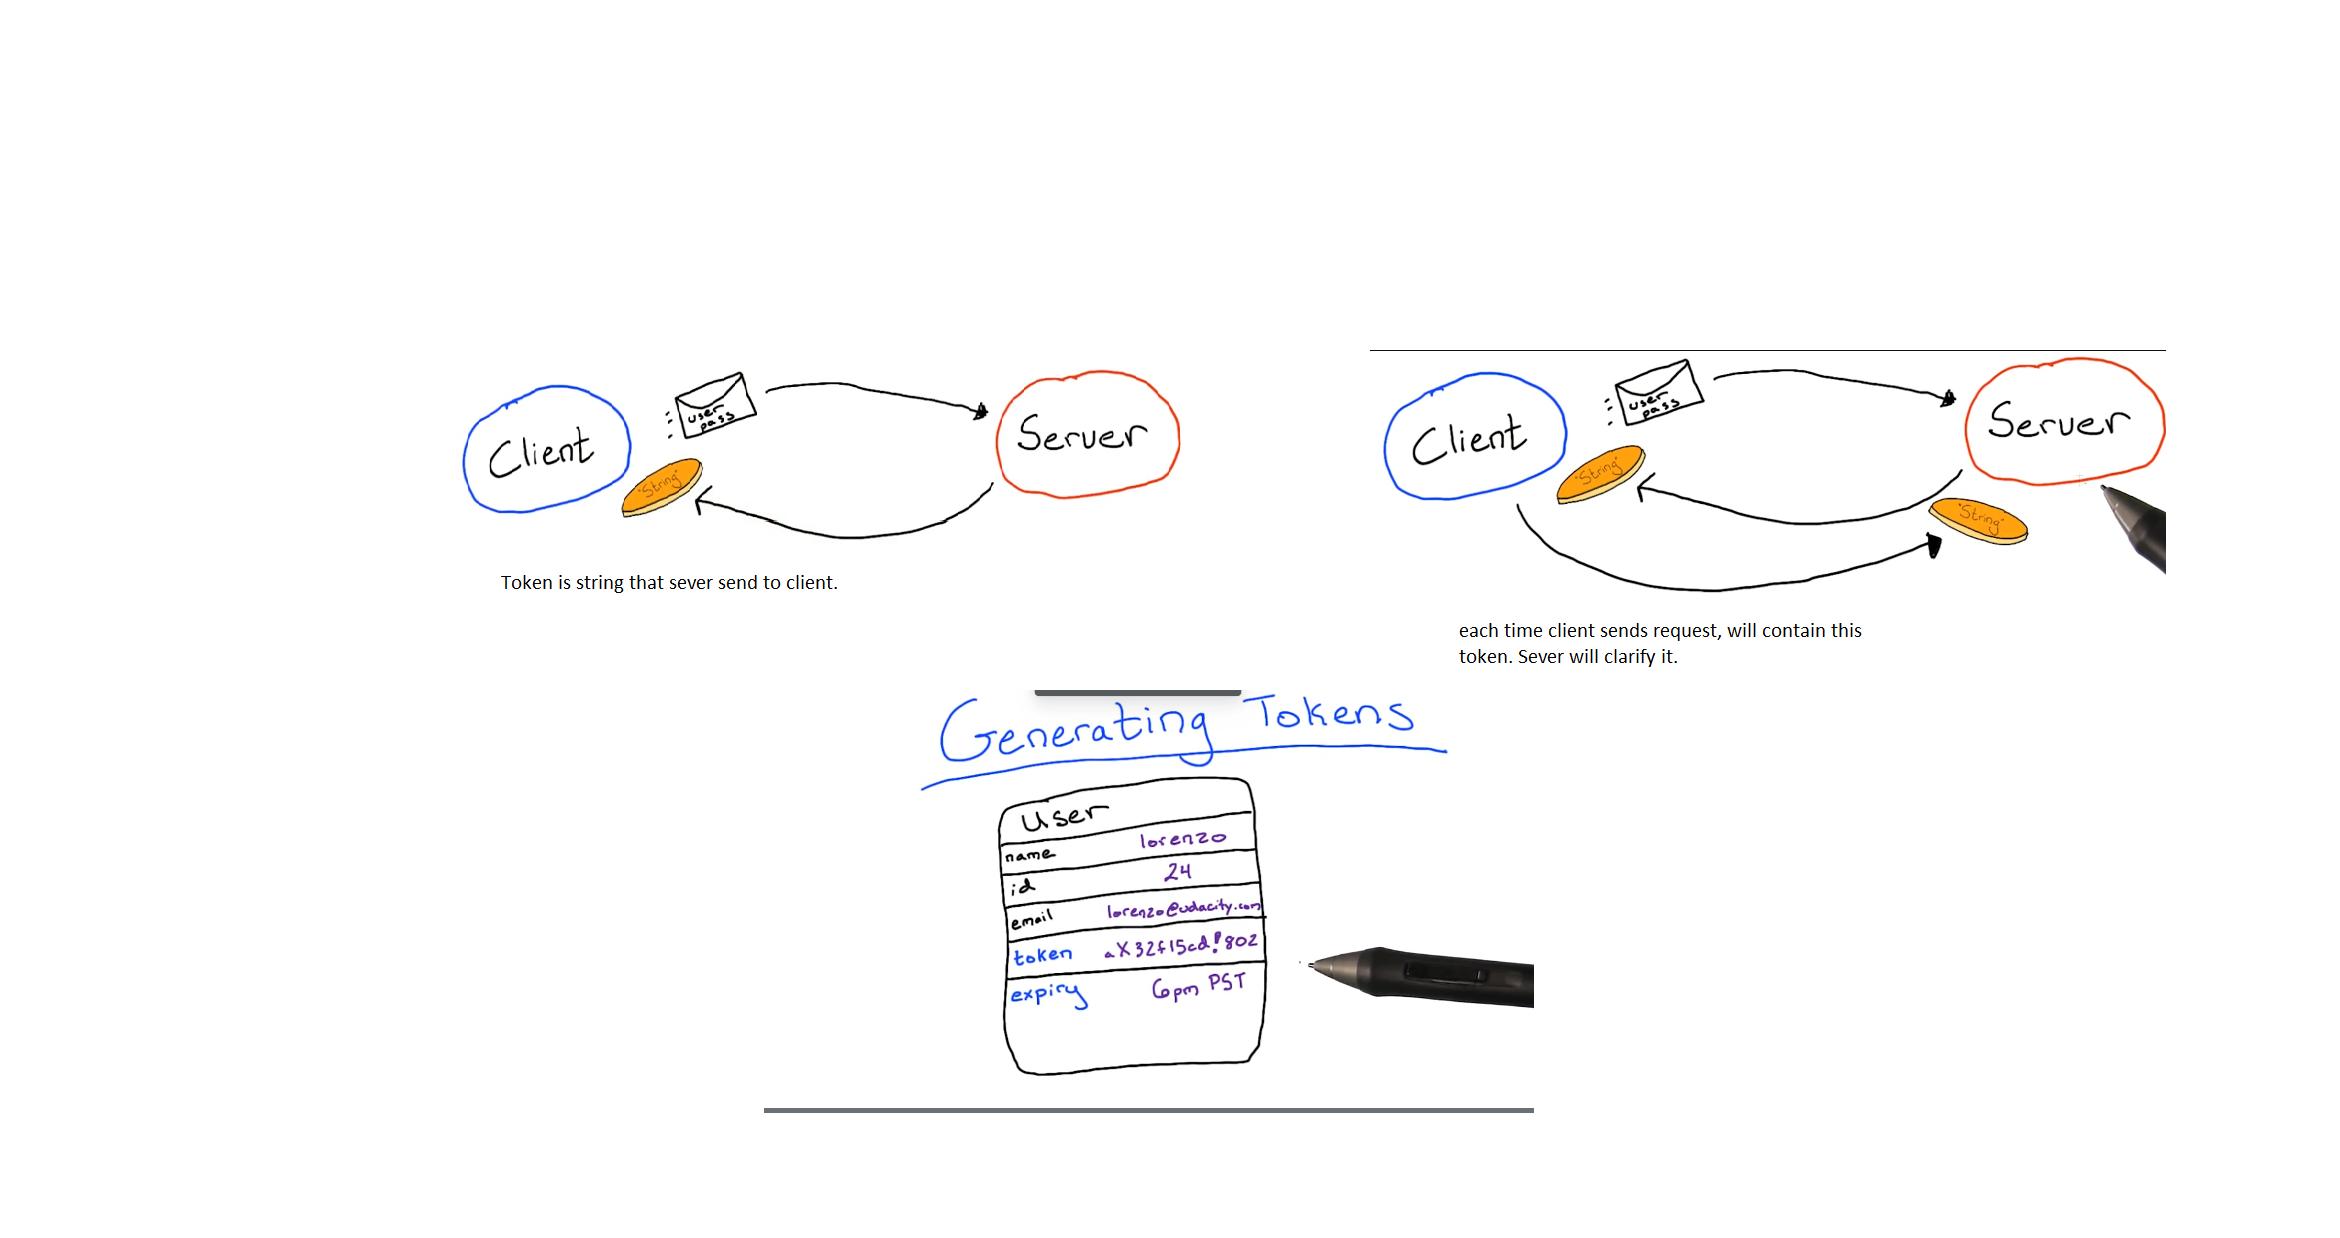 Client
user
pass
"String"
Server
Token is string that sever send to client.
Client
user
pass
"String"
Server
"String"
each time client sends request, will contain this
token. Sever will clarify it.
Generating Tokens
user
name lorenzo
id 24
email lorenzo@udacity.com
token aX32f15cd!802
expiry 6pm PST